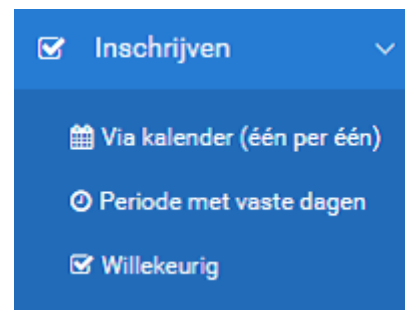 Inschrijven
Via kalender (één per één)
Periode met vaste dagen
Willekeurig